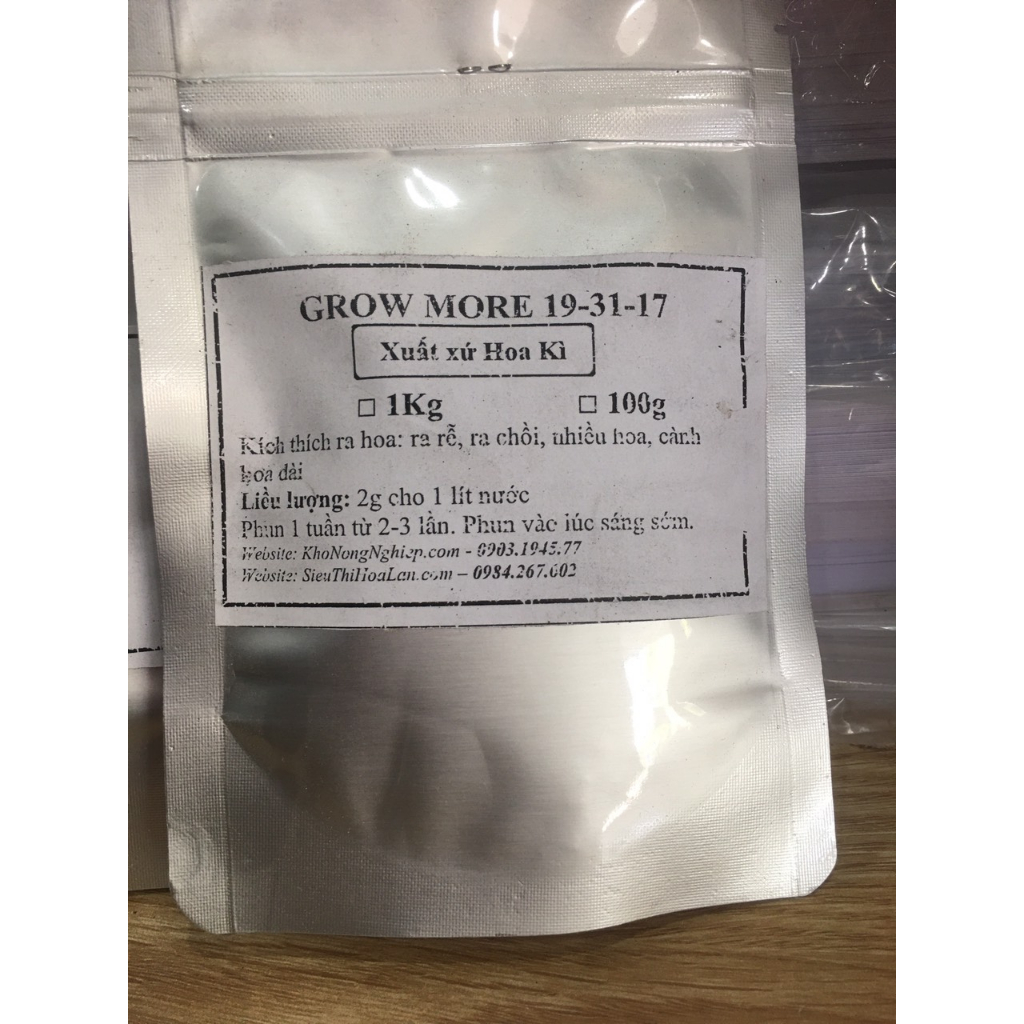 GROW MORE 19-31-17
Xuất xứ Hoa Kì
□ 1Kg □ 100g
Kích thích ra hoa: ra rễ, ra chồi, nhiều hoa, cành
hoa dài
Liều lượng: 2g cho 1 lít nước
Phun 1 tuần từ 2-3 lần. Phun vào lúc sáng sớm.
Website: KhoNongNghiep.com - 0903.1945.77
Website: SieuThiHoaLan.com – 0984.267.602